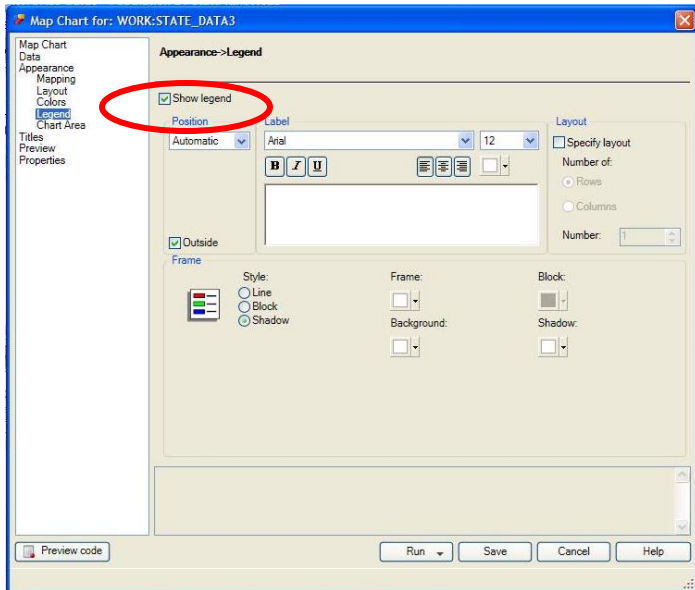 Map Chart for: WORK:STATE_DATA3
Map Chart
Data
Appearance
Mapping
Layout
Colors
Legend
Chart Area
Titles
Preview
Properties
Appearance->Legend
Show legend
Position
Automatic
Outside
Label
Arial
12
B I U
Layout
Specify layout
Number of:
Rows
Columns
Number: 1
Frame
Style:
Line
Block
Shadow
Frame:
Background:
Block:
Shadow:
Preview code
Run
Save
Cancel
Help